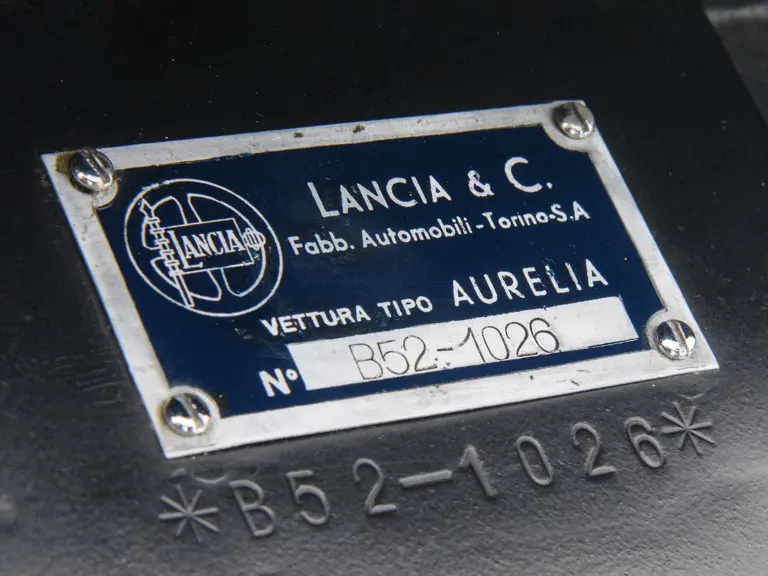 LANCIA & C.
Fabb. Automobili-Torino-S.A
LANCIA
VETTURA TIPO AURELIA
N° B52-1026
*B52-1026*